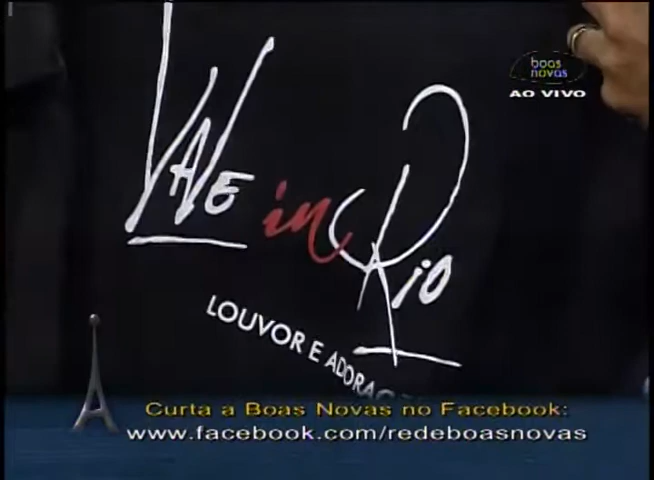 boas
novas
AO VIVO
VALE in Rio
LOUVOR E
Curta a Boas Novas no Facebook:
www.facebook.com/redeboasnovas